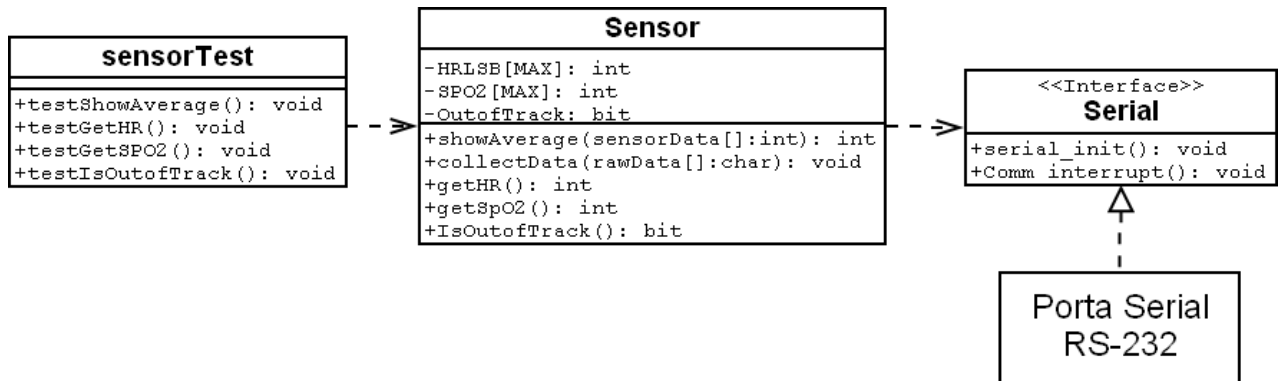 sensorTest
+testShowAverage(): void
+testGetHR(): void
+testGetSPO2(): void
+testIsOutofTrack(): void
Sensor
-HRLSB[MAX]: int
-SPO2[MAX]: int
-OutofTrack: bit
+showAverage(sensorData[]:int): int
+collectData(rawData[]:char): void
+getHR(): int
+getSpO2(): int
+IsOutofTrack(): bit
<<Interface>>
Serial
+serial_init(): void
+Comm interrupt(): void
Porta Serial
RS-232